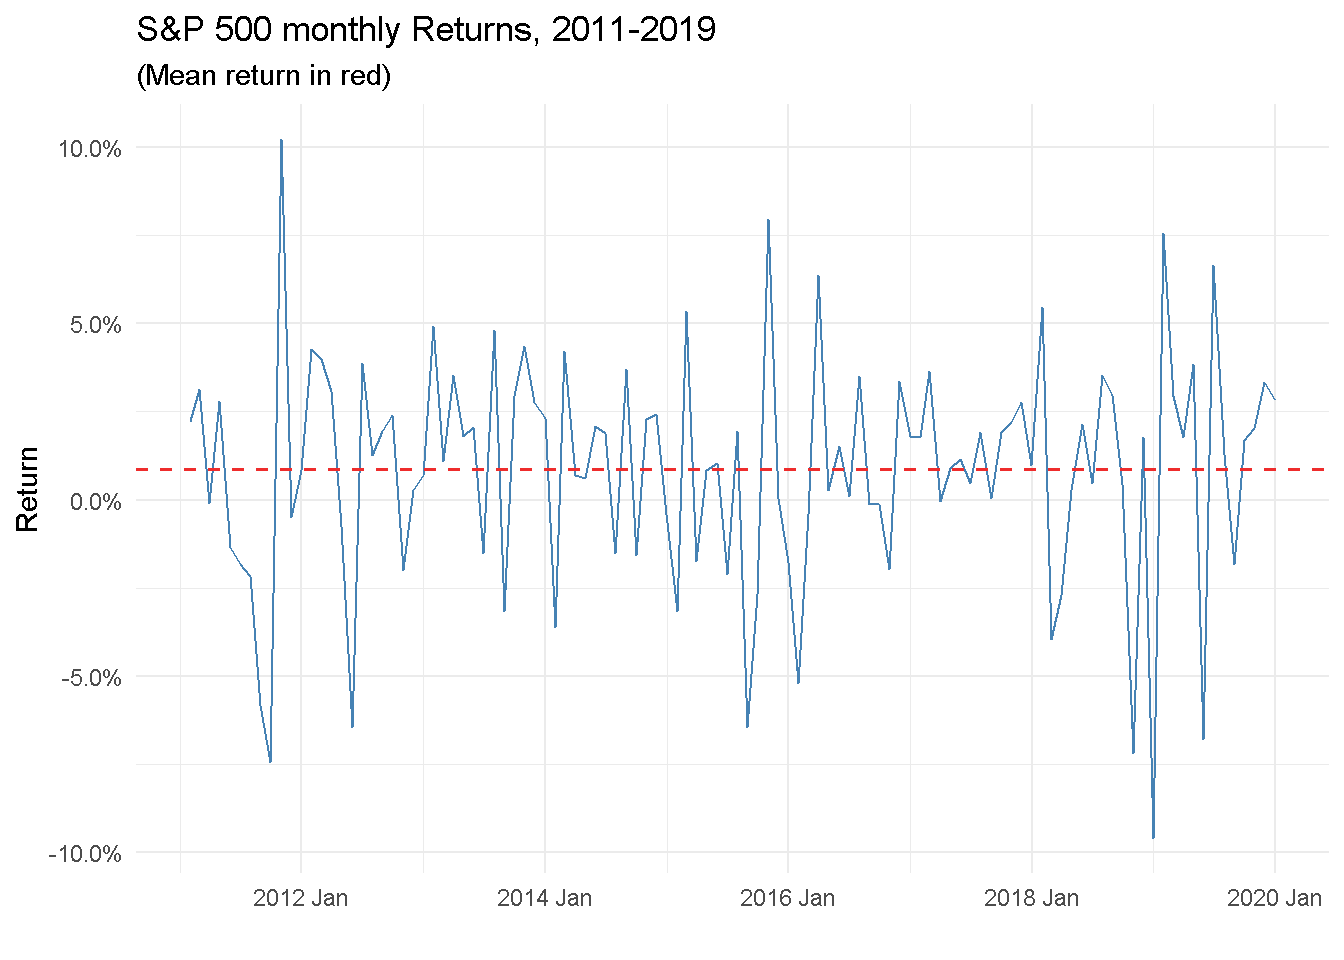 S&P 500 monthly Returns, 2011-2019
(Mean return in red)
Return
10.0%
5.0%
0.0%
-5.0%
-10.0%
2012 Jan
2014 Jan
2016 Jan
2018 Jan
2020 Jan